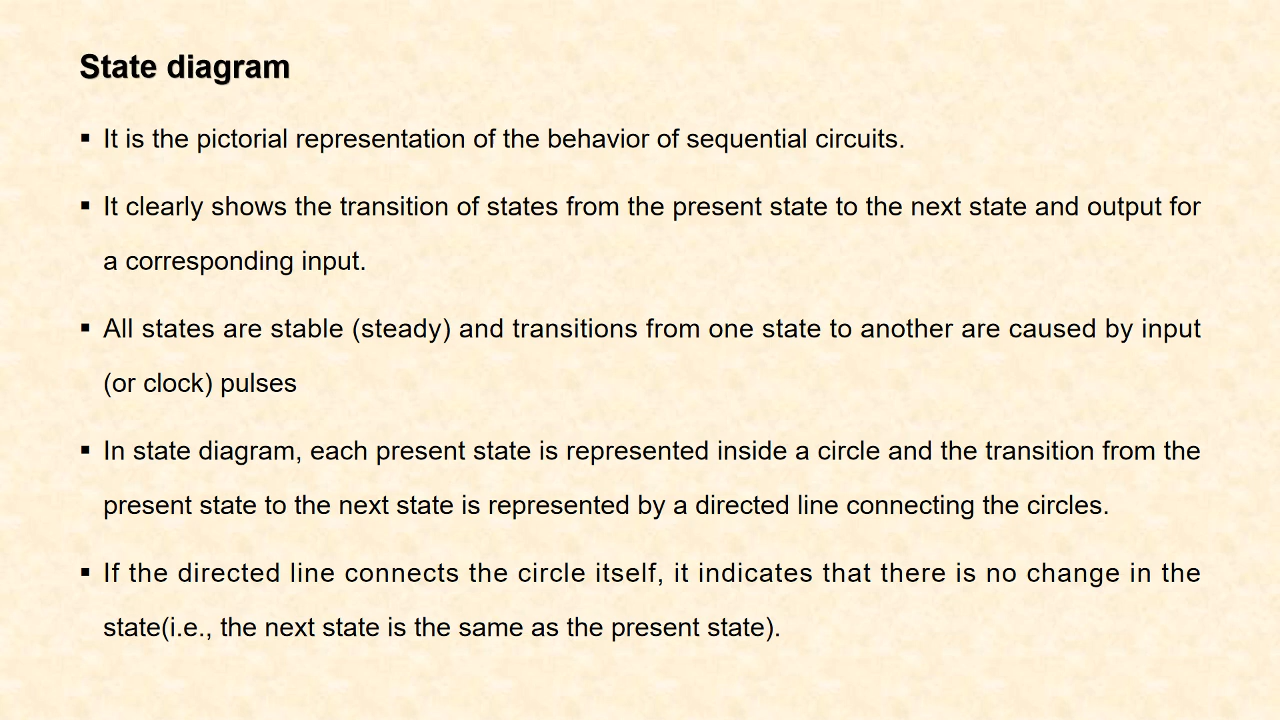 State diagram
▪ It is the pictorial representation of the behavior of sequential circuits.
▪ It clearly shows the transition of states from the present state to the next state and output for
a corresponding input.
▪ All states are stable (steady) and transitions from one state to another are caused by input
(or clock) pulses
▪ In state diagram, each present state is represented inside a circle and the transition from the
present state to the next state is represented by a directed line connecting the circles.
▪ If the directed line connects the circle itself, it indicates that there is no change in the
state(i.e., the next state is the same as the present state).